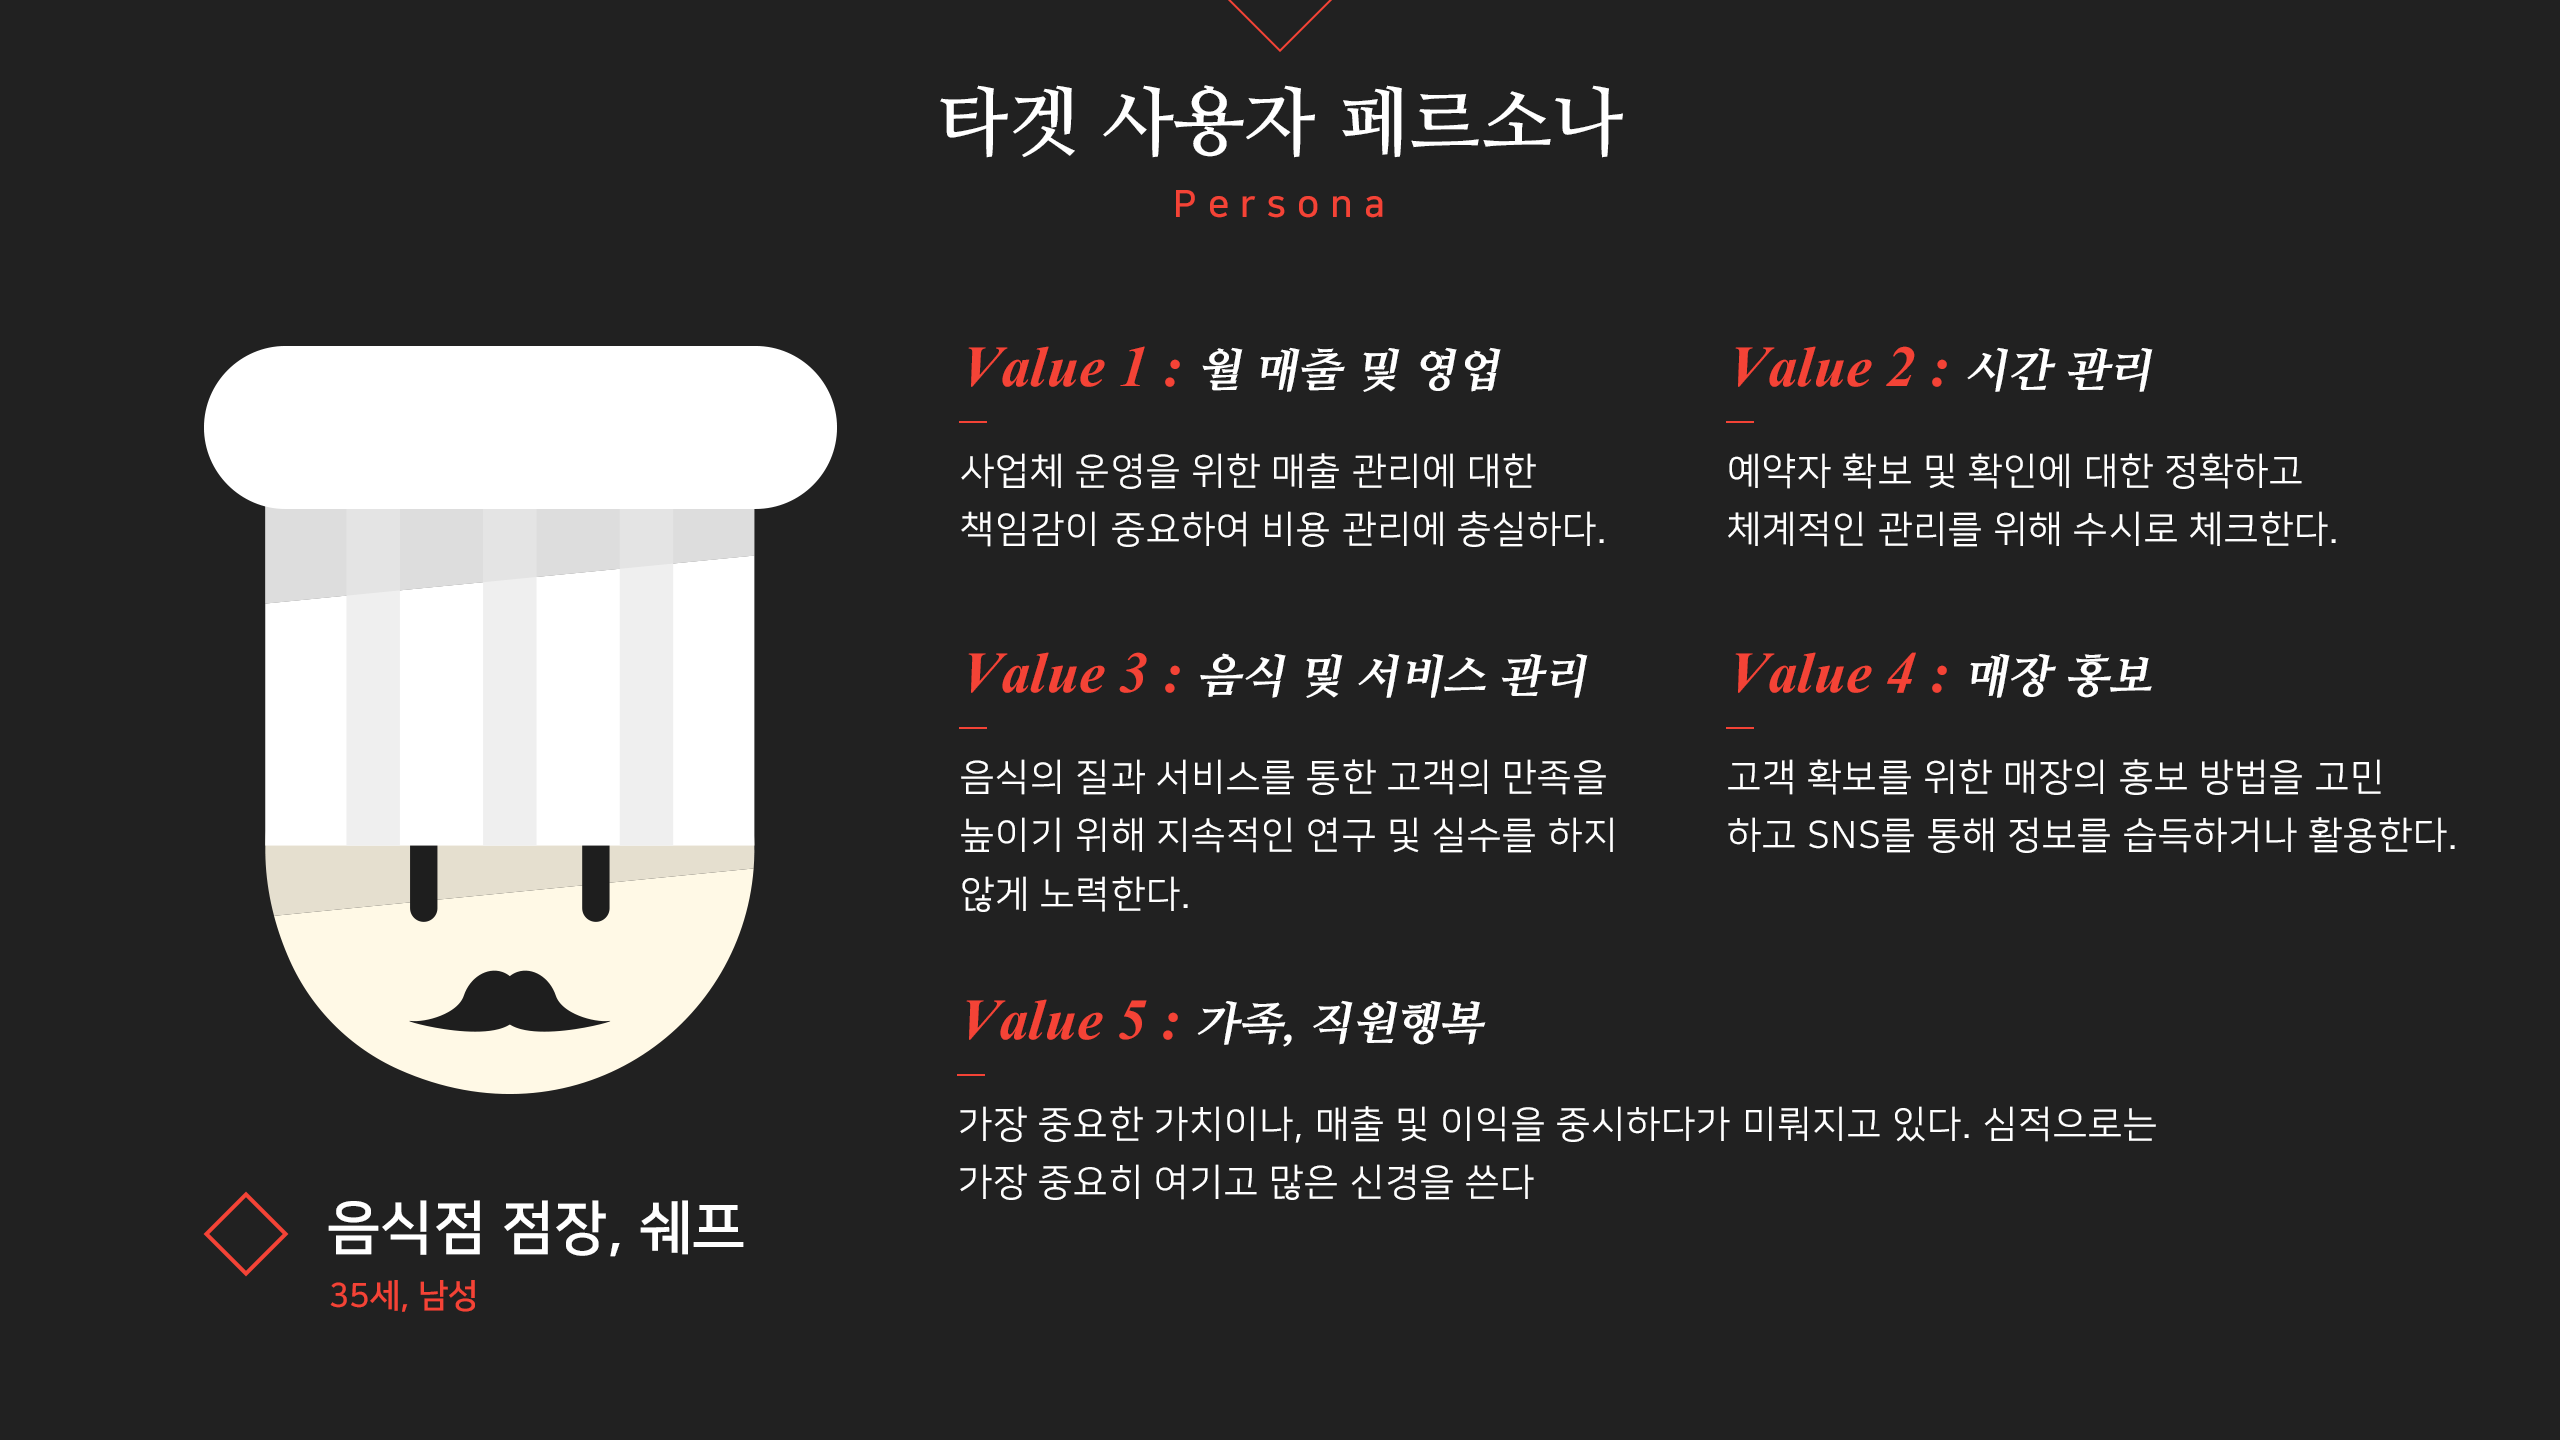 타겟 사용자 페르소나
Persona
Value 1 : 월 매출 및 영업
사업체 운영을 위한 매출 관리에 대한
책임감이 중요하여 비용 관리에 충실하다.
Value 2 : 시간 관리
예약자 확보 및 확인에 대한 정확하고
체계적인 관리를 위해 수시로 체크한다.
Value 3 : 음식 및 서비스 관리
음식의 질과 서비스를 통한 고객의 만족을
높이기 위해 지속적인 연구 및 실수를 하지
않게 노력한다.
Value 4 : 매장 홍보
고객 확보를 위한 매장의 홍보 방법을 고민
하고 SNS를 통해 정보를 습득하거나 활용한다.
Value 5 : 가족, 직원행복
가장 중요한 가치이나, 매출 및 이익을 중시하다가 미뤄지고 있다. 심적으로는
가장 중요히 여기고 많은 신경을 쓴다
음식점 점장, 쉐프
35세, 남성